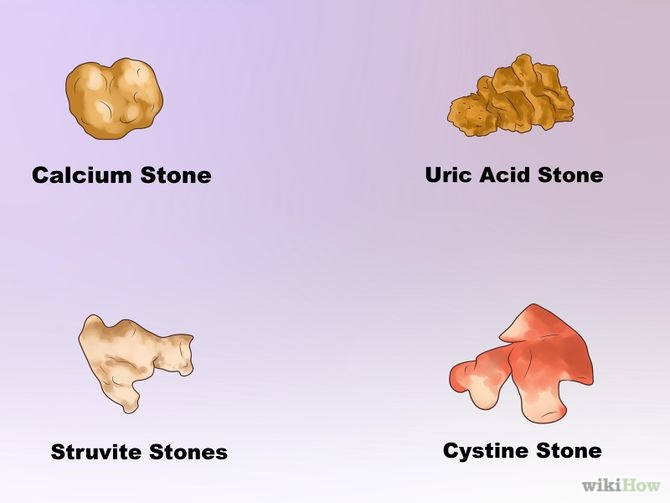 Calcium Stone
Uric Acid Stone
Struvite Stones
Cystine Stone
wikiHow